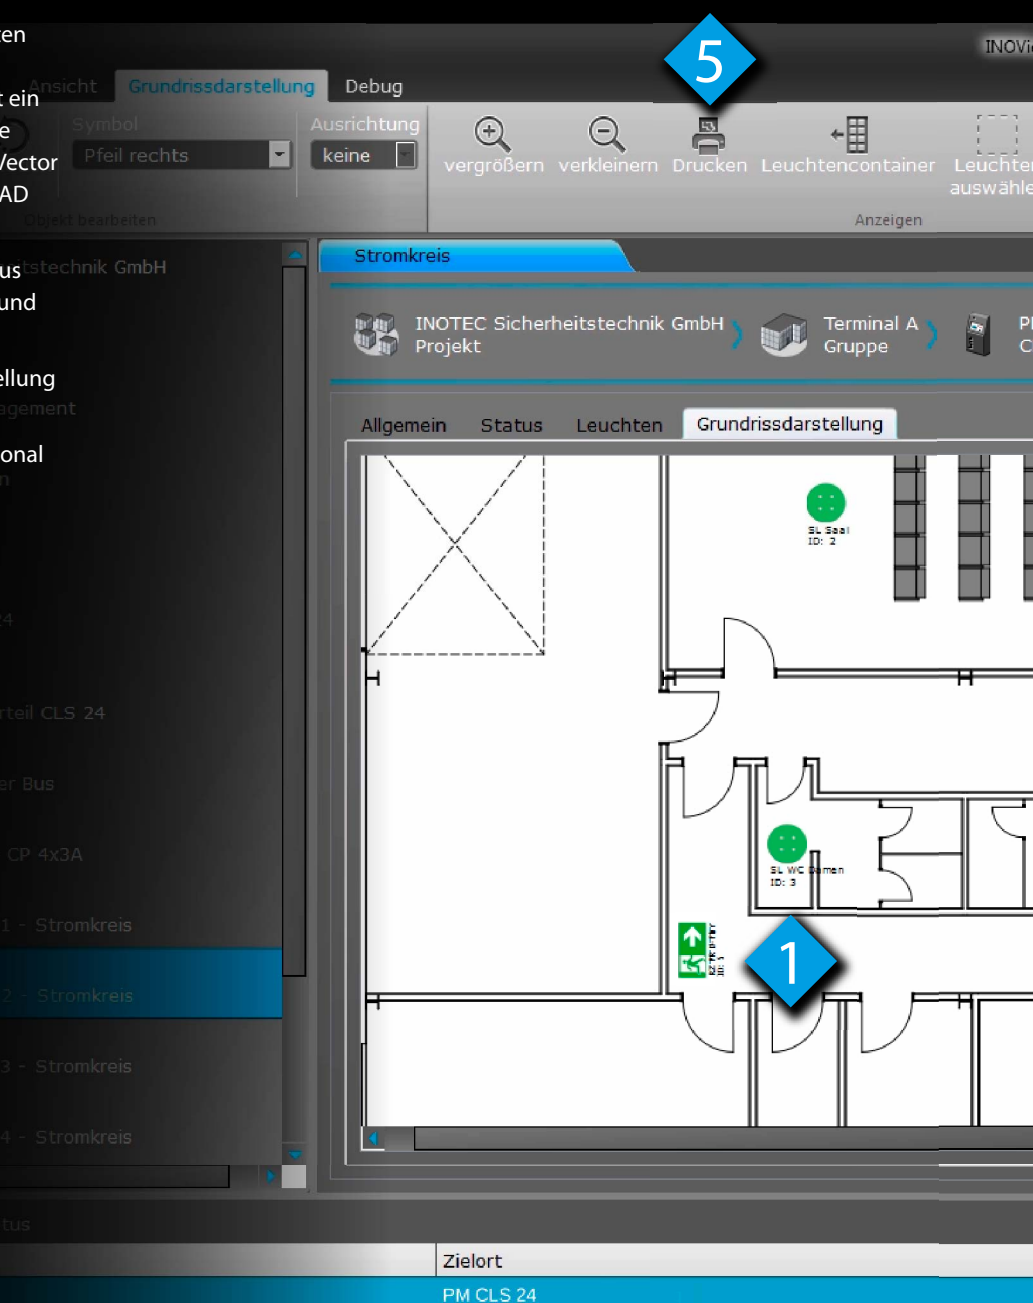 ten
INOVi
5
Ansicht Grundrissdarstellung Debug
t ein
e
Vector
AD
Symbol
Pfeil rechts
Objekt bearbeiten
Ausrichtung
keine
vergrößern verkleinern Drucken Leuchtencontainer Leuchten
auswähle
Anzeigen
itstechnik GmbH
us
und
ellung
agement
ional
n
24
rteil CLS 24
er Bus
CP 4x3A
1 - Stromkreis
2 - Stromkreis
3 - Stromkreis
4 - Stromkreis
Stromkreis
INOTEC Sicherheitstechnik GmbH
Projekt
Terminal A
Gruppe
Allgemein Status Leuchten Grundrissdarstellung
SL Saal
ID: 2
SL WC Damen
ID: 3
1
tus
Zielort
PM CLS 24